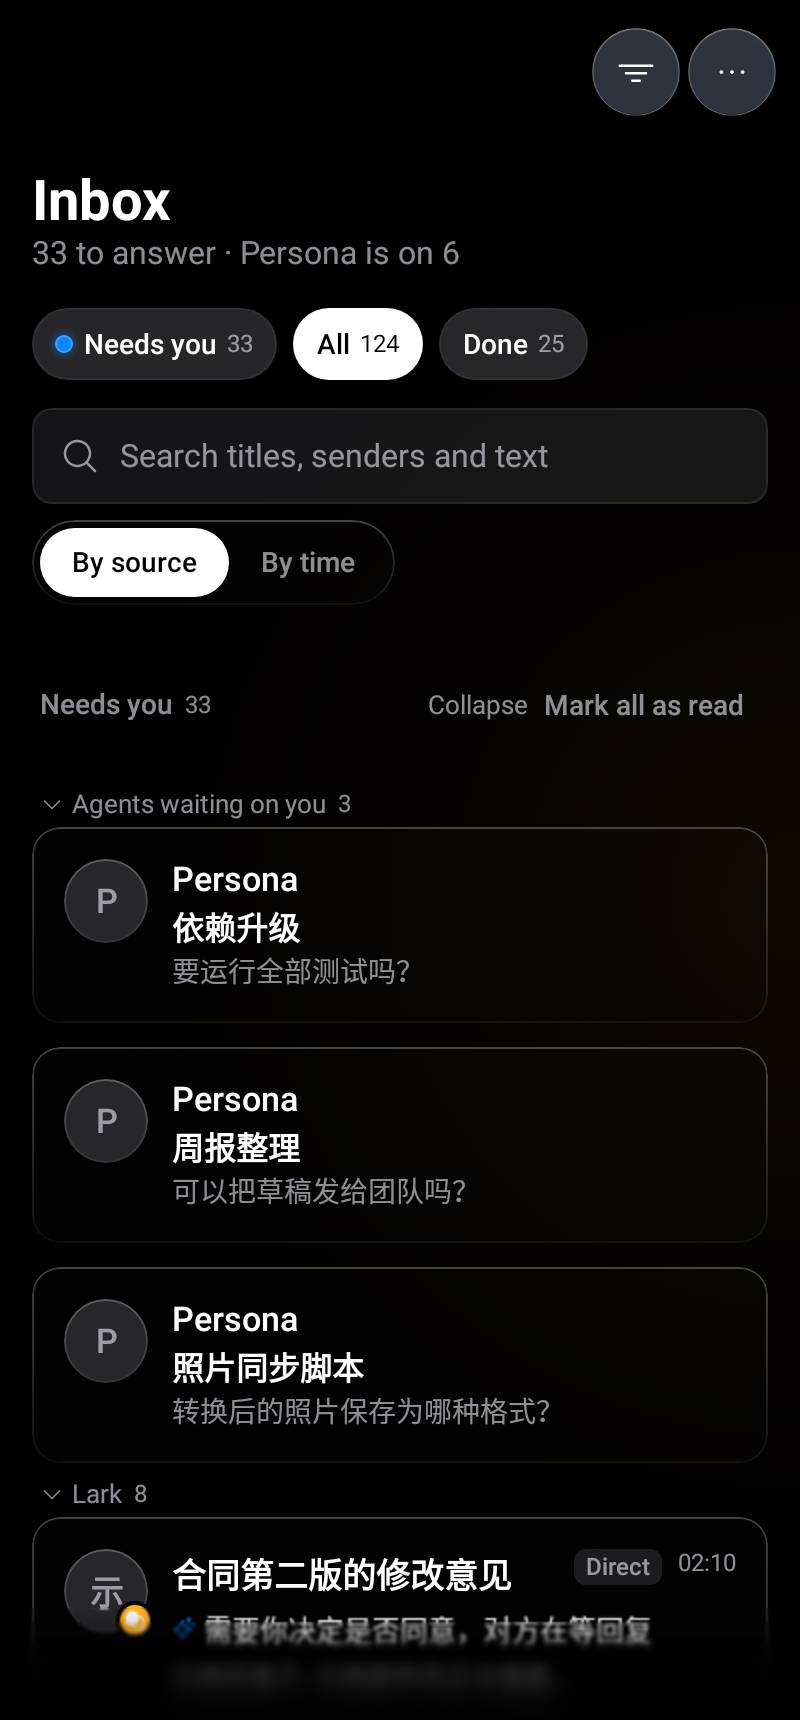 Inbox
33 to answer · Persona is on 6
Needs you 33
All 124
Done 25
Search titles, senders and text
By source
By time
Needs you 33
Collapse
Mark all as read
Agents waiting on you 3
P
Persona
依赖升级
要运行全部测试吗？
P
Persona
周报整理
可以把草稿发给团队吗？
P
Persona
照片同步脚本
转换后的照片保存为哪种格式？
Lark 8
示
合同第二版的修改意见
Direct
02:10
需要你决定是否同意，对方在等回复